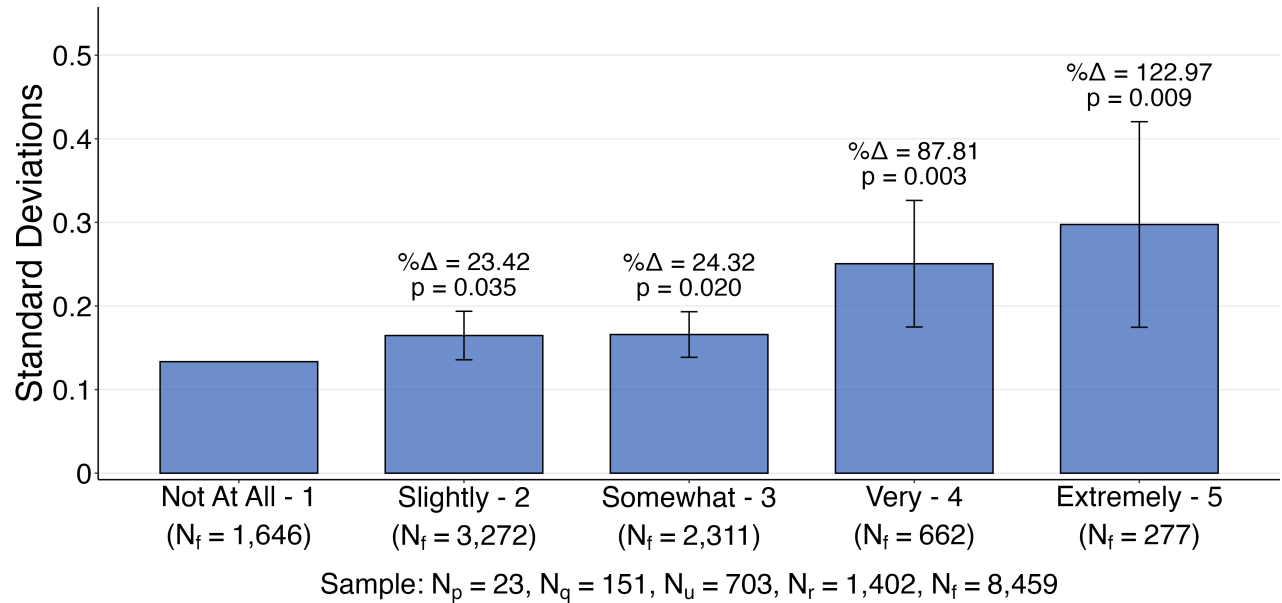 Standard Deviations
0.5
0.4
0.3
0.2
0.1
0
%Δ = 23.42
p = 0.035
%Δ = 24.32
p = 0.020
%Δ = 87.81
p = 0.003
%Δ = 122.97
p = 0.009
Not At All - 1
(Nf = 1,646)
Slightly - 2
(Nf = 3,272)
Somewhat - 3
(Nf = 2,311)
Very - 4
(Nf = 662)
Extremely - 5
(Nf = 277)
Sample: Np = 23, Nq = 151, Nu = 703, Nr = 1,402, Nf = 8,459